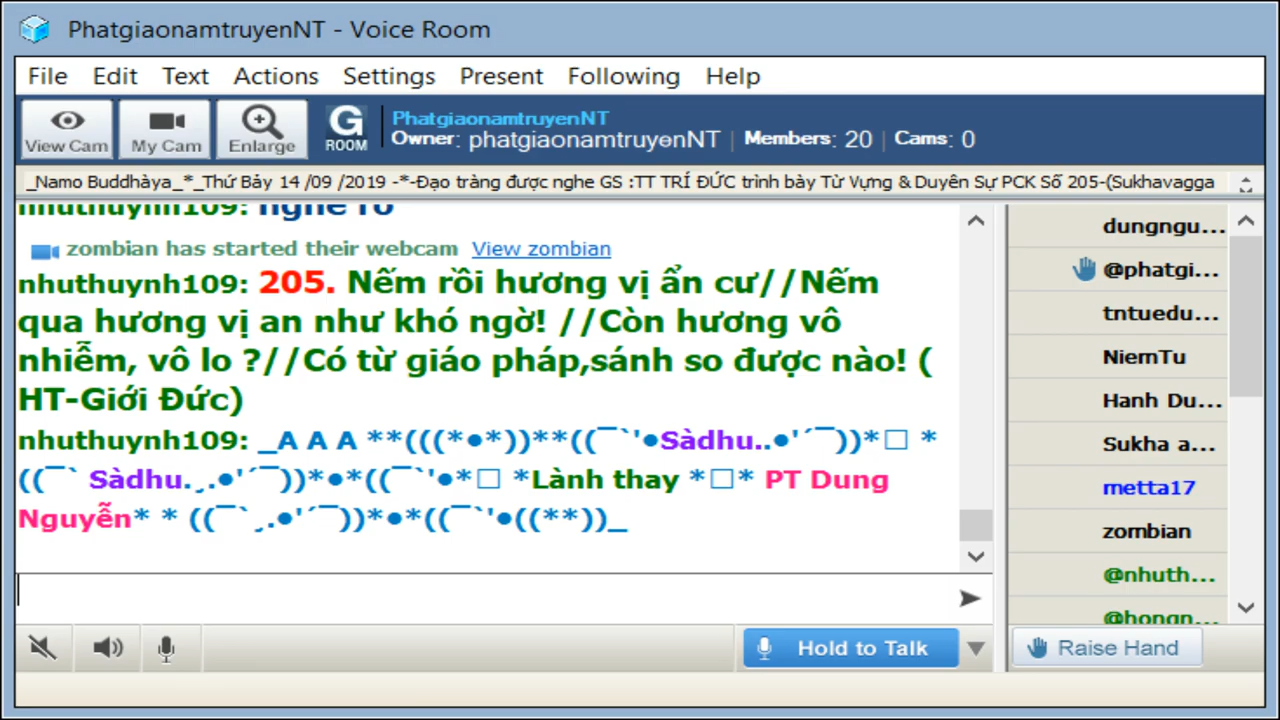 PhatgiaonamtruyenNT - Voice Room
File Edit Text Actions Settings Present Following Help
View Cam My Cam Enlarge G ROOM
PhatgiaonamtruyenNT
Owner: phatgiaonamtruyenNT | Members: 20 | Cams: 0
_Namo Buddhàya_*_Thứ Bảy 14 /09 /2019 -*-Đạo tràng được nghe GS :TT TRÍ ĐỨC trình bày Từ Vựng & Duyên Sự PCK Số 205-(Sukhavagga
nhuthuynh109: nghe rõ
zombian has started their webcam View zombian
nhuthuynh109: 205. Nếm rồi hương vị ẩn cư//Nếm
qua hương vị an như khó ngờ! //Còn hương vô
nhiễm, vô lo ?//Có từ giáo pháp,sánh so được nào! (
HT-Giới Đức)
nhuthuynh109: _A A A **(((*●*))**((¯`'●Sàdhu..●'´¯))*□ *
((¯` Sàdhu.¸.●'´¯))*●*((¯`'●*□ *Lành thay *□* PT Dung
Nguyễn* * ((¯`¸.●'´¯))*●*((¯`'●((**))_
dungngu...
@phatgi...
tntuedu...
NiemTu
Hanh Du...
Sukha a...
metta17
zombian
@nhuth...
@hongn...
Hold to Talk
Raise Hand